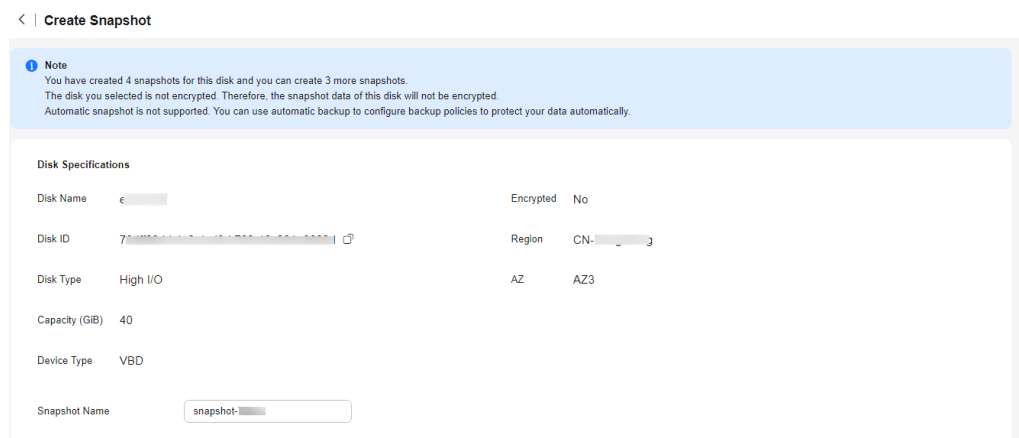 Create Snapshot
Note
You have created 4 snapshots for this disk and you can create 3 more snapshots.
The disk you selected is not encrypted. Therefore, the snapshot data of this disk will not be encrypted.
Automatic snapshot is not supported. You can use automatic backup to configure backup policies to protect your data automatically.
Disk Specifications
Disk Name
Encrypted No
Disk ID
Region CN-
Disk Type High I/O
AZ AZ3
Capacity (GiB) 40
Device Type VBD
Snapshot Name snapshot-